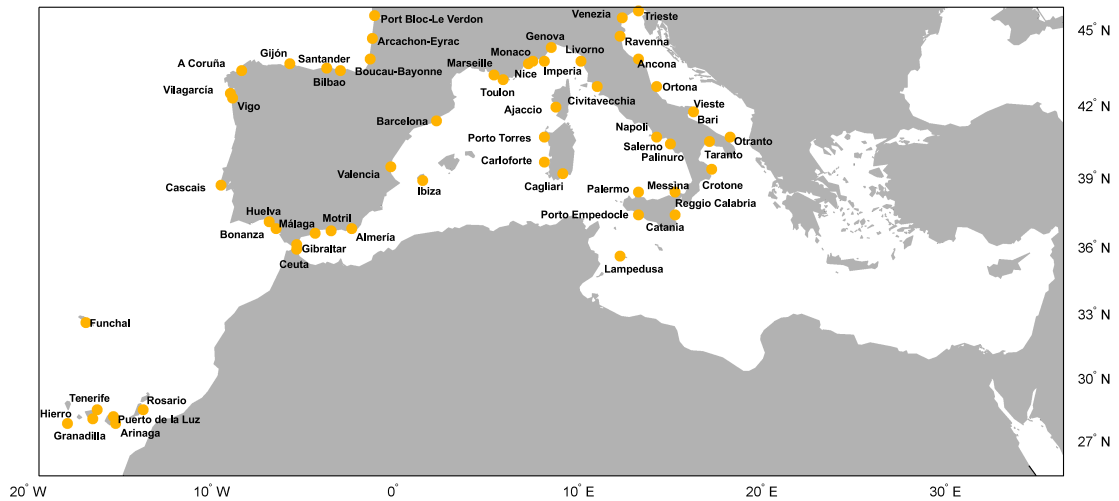 Venezia
Trieste
Port Bloc-Le Verdon
45° N
Arcachon-Eyrac
Ravenna
Genova
Gijón
Santander
Monaco
Livorno
A Coruña
Marseille
Ancona
Bilbao
Boucau-Bayonne
Nice
Imperia
Vilagarcía
Toulon
Ortona
Vigo
Ajaccio
Civitavecchia
Vieste
42° N
Barcelona
Napoli
Bari
Porto Torres
Otranto
Salerno
Palinuro
Taranto
Carloforte
Valencia
Cascais
Ibiza
Cagliari
Palermo
Messina
Crotone
39° N
Huelva
Motril
Reggio Calabria
Málaga
Porto Empedocle
Bonanza
Almería
Catania
Gibraltar
36° N
Ceuta
Lampedusa
Funchal
33° N
Tenerife
Rosario
30° N
Hierro
Puerto de la Luz
Granadilla
Arinaga
27° N
20° W
10° W
0°
10° E
20° E
30° E